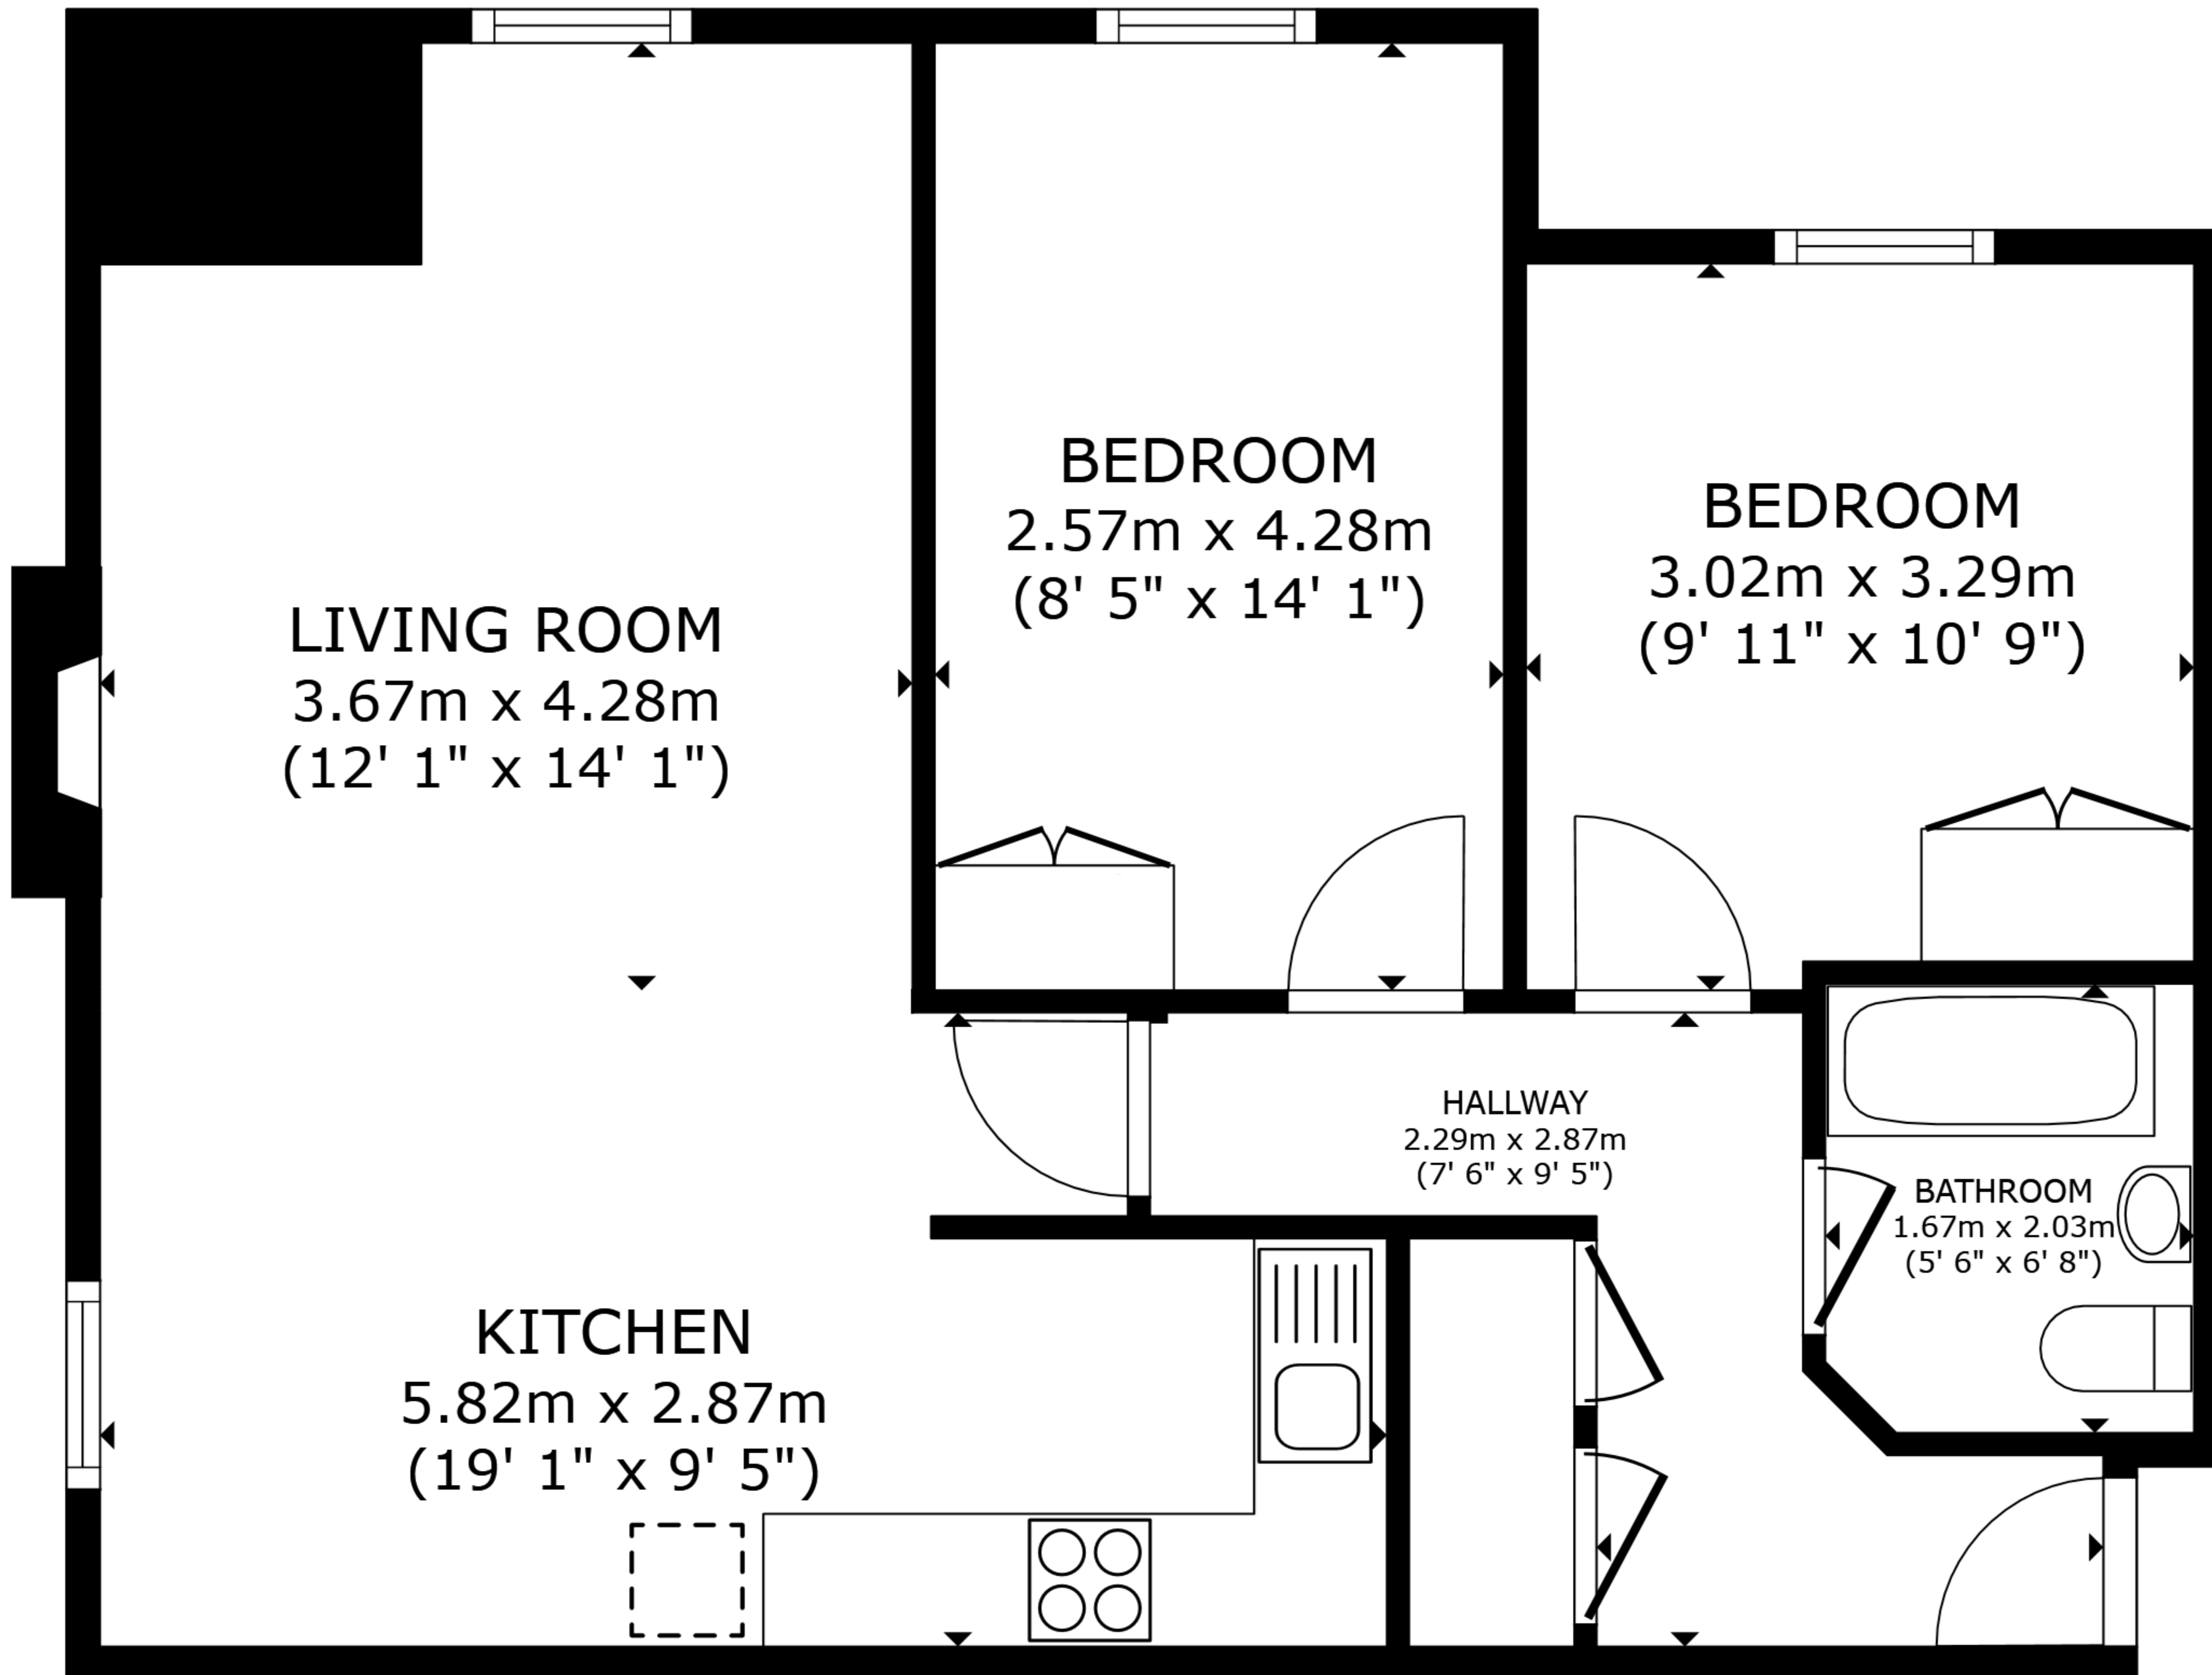 LIVING ROOM
3.67m x 4.28m
(12' 1" x 14' 1")
BEDROOM
2.57m x 4.28m
(8' 5" x 14' 1")
BEDROOM
3.02m x 3.29m
(9' 11" x 10' 9")
HALLWAY
2.29m x 2.87m
(7' 6" x 9' 5")
BATHROOM
1.67m x 2.03m
(5' 6" x 6' 8")
KITCHEN
5.82m x 2.87m
(19' 1" x 9' 5")